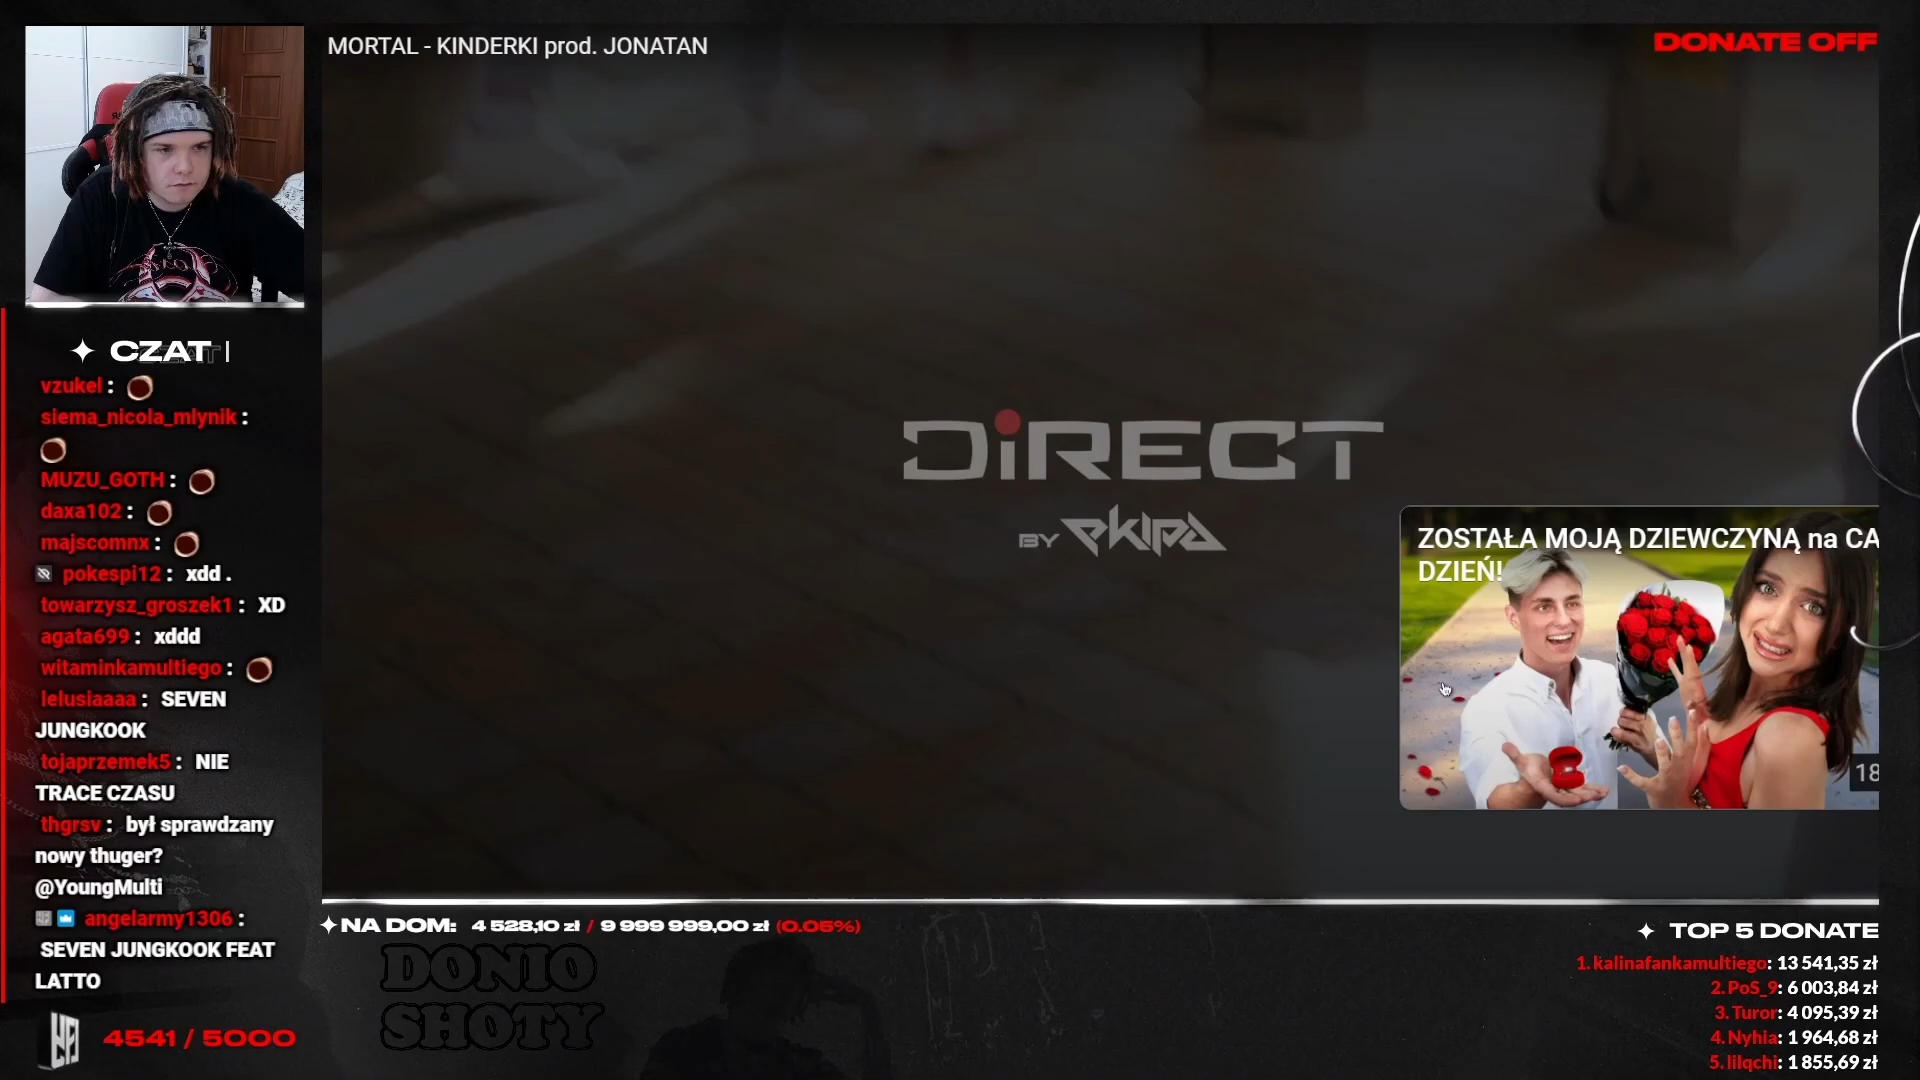 MORTAL - KINDERKI prod. JONATAN
DONATE OFF
CZAT
vzukel :
siema_nicola_mlynik :
MUZU_GOTH :
daxa102 :
majscomnx :
pokespi12 : xdd .
towarzysz_groszek1 : XD
agata699 : xddd
witaminkamultiego :
lelusiaaaa : SEVEN
JUNGKOOK
tojaprzemek5 : NIE
TRACE CZASU
thgrsv : był sprawdzany
nowy thuger?
@YoungMulti
angelarmy1306 :
SEVEN JUNGKOOK FEAT
LATTO
4541 / 5000
DiRECT
BY EKIPA
ZOSTAŁA MOJĄ DZIEWCZYNĄ na CA
DZIEŃ!
18
NA DOM: 4 528,10 zł / 9 999 999,00 zł (0.05%)
DONIO
SHOTY
TOP 5 DONATE
1. kalinafankamultiego: 13 541,35 zł
2. PoS_9: 6 003,84 zł
3. Turor: 4 095,39 zł
4. Nyhia: 1 964,68 zł
5. lilqchi: 1 855,69 zł